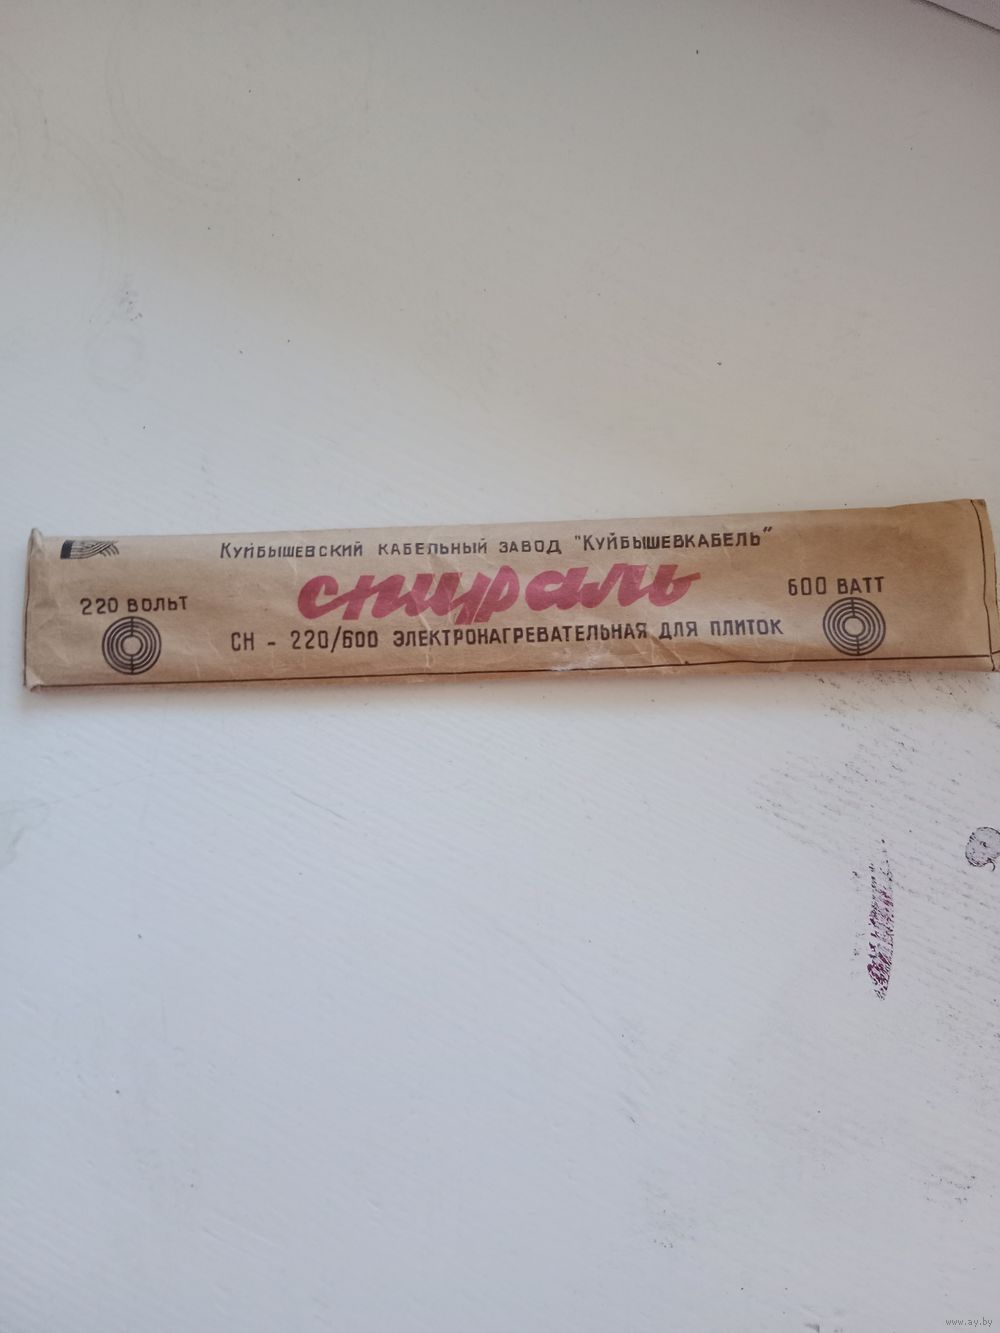 Куйбышевский кабельный завод "Куйбышевкабель"
220 вольт
спираль
600 ватт
СН - 220/600 электронагревательная для плиток
www.ay.by